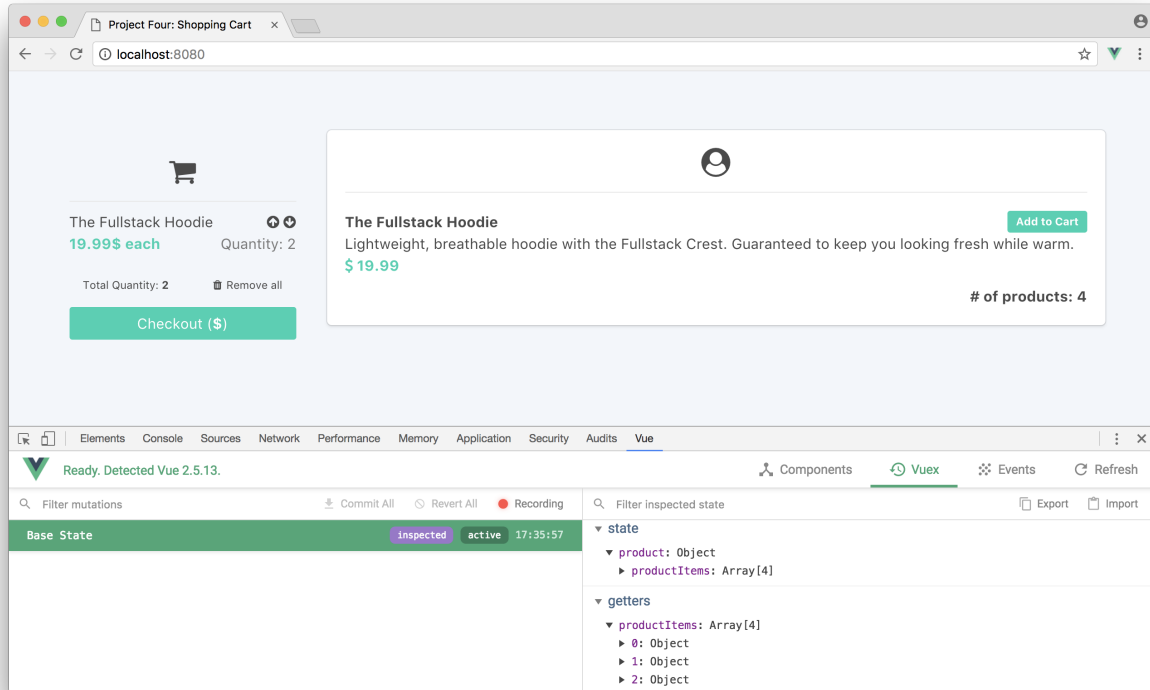 Project Four: Shopping Cart
localhost:8080
The Fullstack Hoodie
19.99$ each
Quantity: 2
Total Quantity: 2
Remove all
Checkout ($)
The Fullstack Hoodie
Add to Cart
Lightweight, breathable hoodie with the Fullstack Crest. Guaranteed to keep you looking fresh while warm.
$ 19.99
# of products: 4
Elements Console Sources Network Performance Memory Application Security Audits Vue
Ready. Detected Vue 2.5.13.
Components Vuex Events Refresh
Filter mutations Commit All Revert All Recording
Filter inspected state Export Import
Base State inspected active 17:35:57
state
product: Object
productItems: Array[4]
getters
productItems: Array[4]
0: Object
1: Object
2: Object